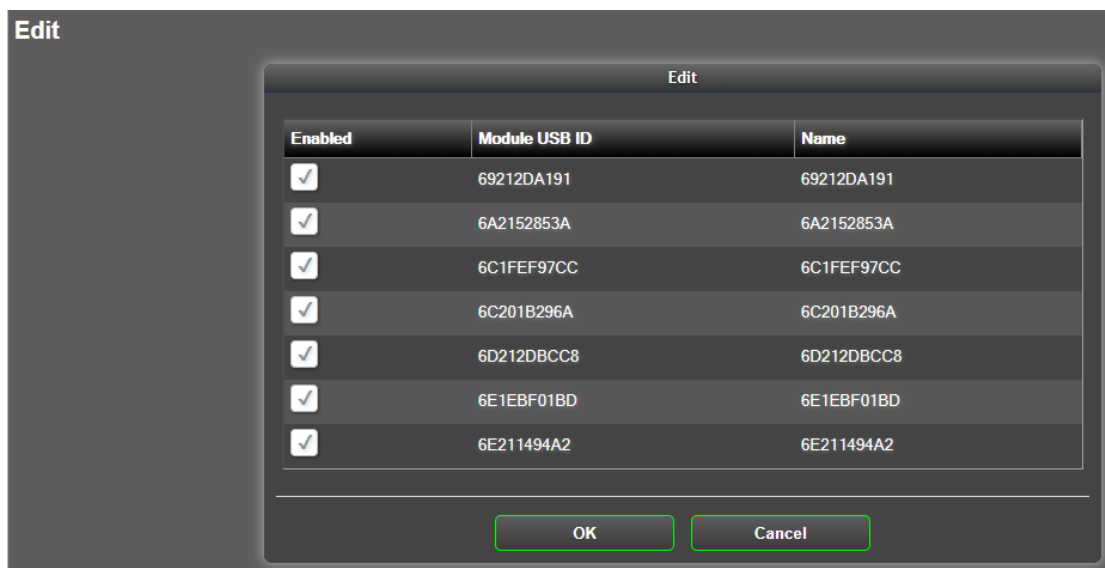 Edit
Edit
Enabled Module USB ID Name
69212DA191 69212DA191
6A2152853A 6A2152853A
6C1FEF97CC 6C1FEF97CC
6C201B296A 6C201B296A
6D212DBCC8 6D212DBCC8
6E1EBF01BD 6E1EBF01BD
6E211494A2 6E211494A2
OK Cancel